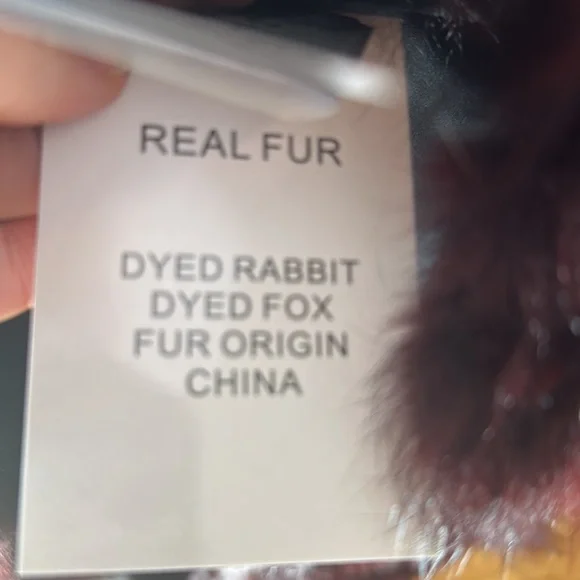 REAL FUR
DYED RABBIT
DYED FOX
FUR ORIGIN
CHINA